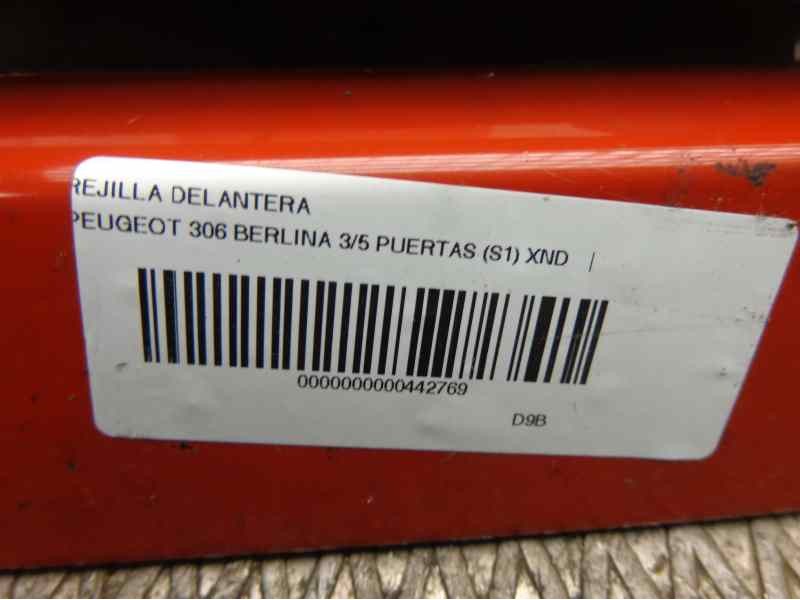 REJILLA DELANTERA
PEUGEOT 306 BERLINA 3/5 PUERTAS (S1) XND |
0000000000442769
D9B